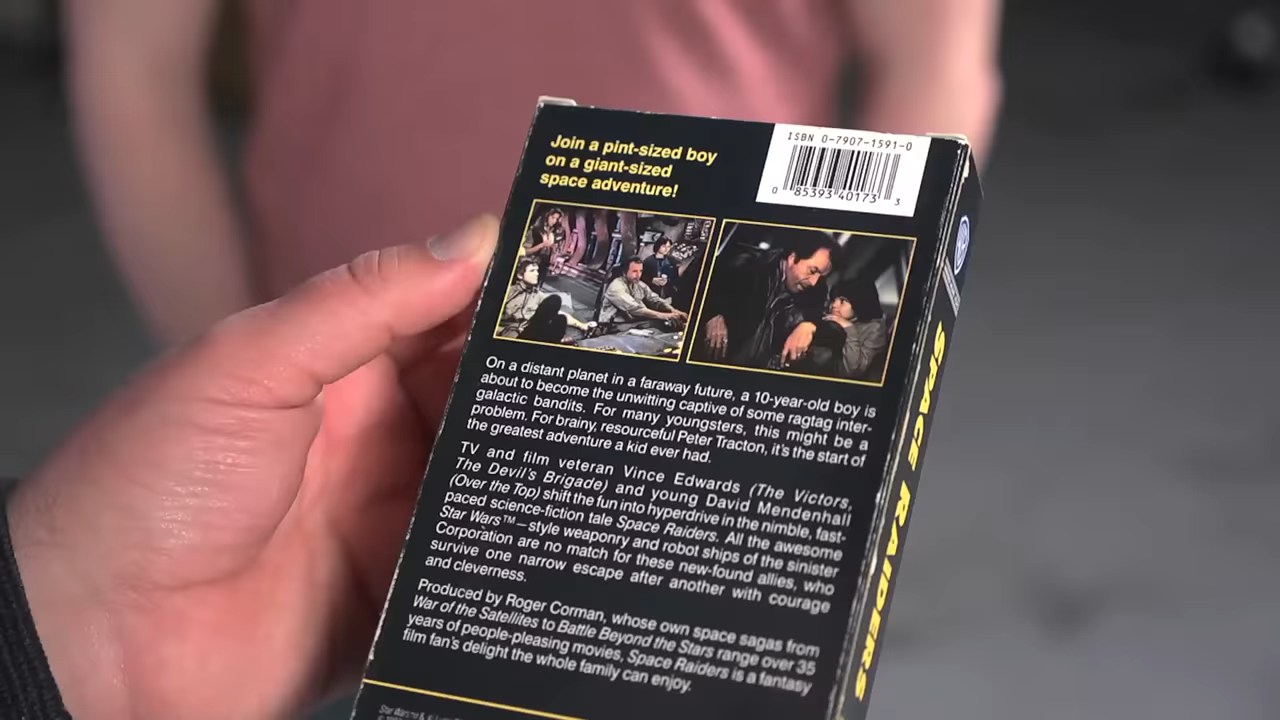 Join a pint-sized boy
on a giant-sized
space adventure!
ISBN 0-7907-1591-0
0 85393 40173 3
On a distant planet in a faraway future, a 10-year-old boy is
about to become the unwitting captive of some ragtag inter-
galactic bandits. For many youngsters, this might be a
problem. For brainy, resourceful Peter Tracton, it's the start of
the greatest adventure a kid ever had.
TV and film veteran Vince Edwards (The Victors,
The Devil's Brigade) and young David Mendenhall
(Over the Top) shift the fun into hyperdrive in the nimble, fast-
paced science-fiction tale Space Raiders. All the awesome
Star Wars™—style weaponry and robot ships of the sinister
Corporation are no match for these new-found allies, who
survive one narrow escape after another with courage
and cleverness.
Produced by Roger Corman, whose own space sagas from
War of the Satellites to Battle Beyond the Stars range over 35
years of people-pleasing movies, Space Raiders is a fantasy
film fan's delight the whole family can enjoy.
Star Wars
SPACE RAIDERS